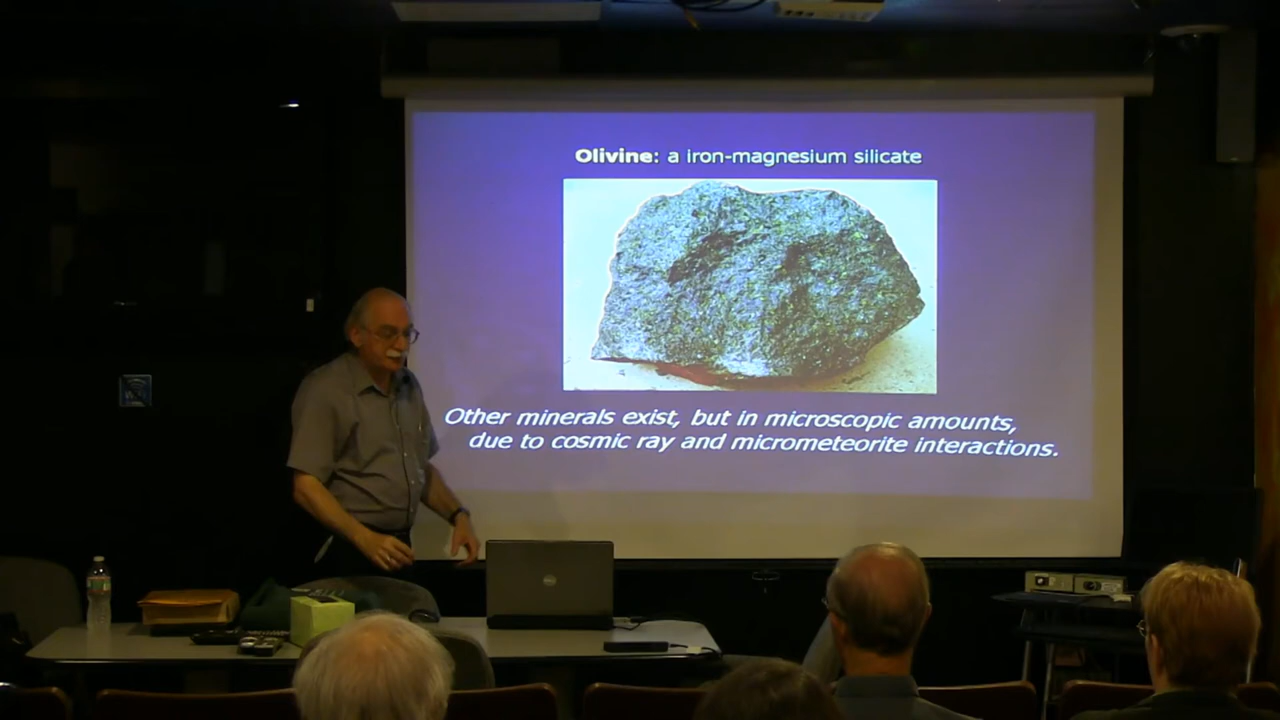 Olivine: a iron-magnesium silicate
Other minerals exist, but in microscopic amounts,
due to cosmic ray and micrometeorite interactions.